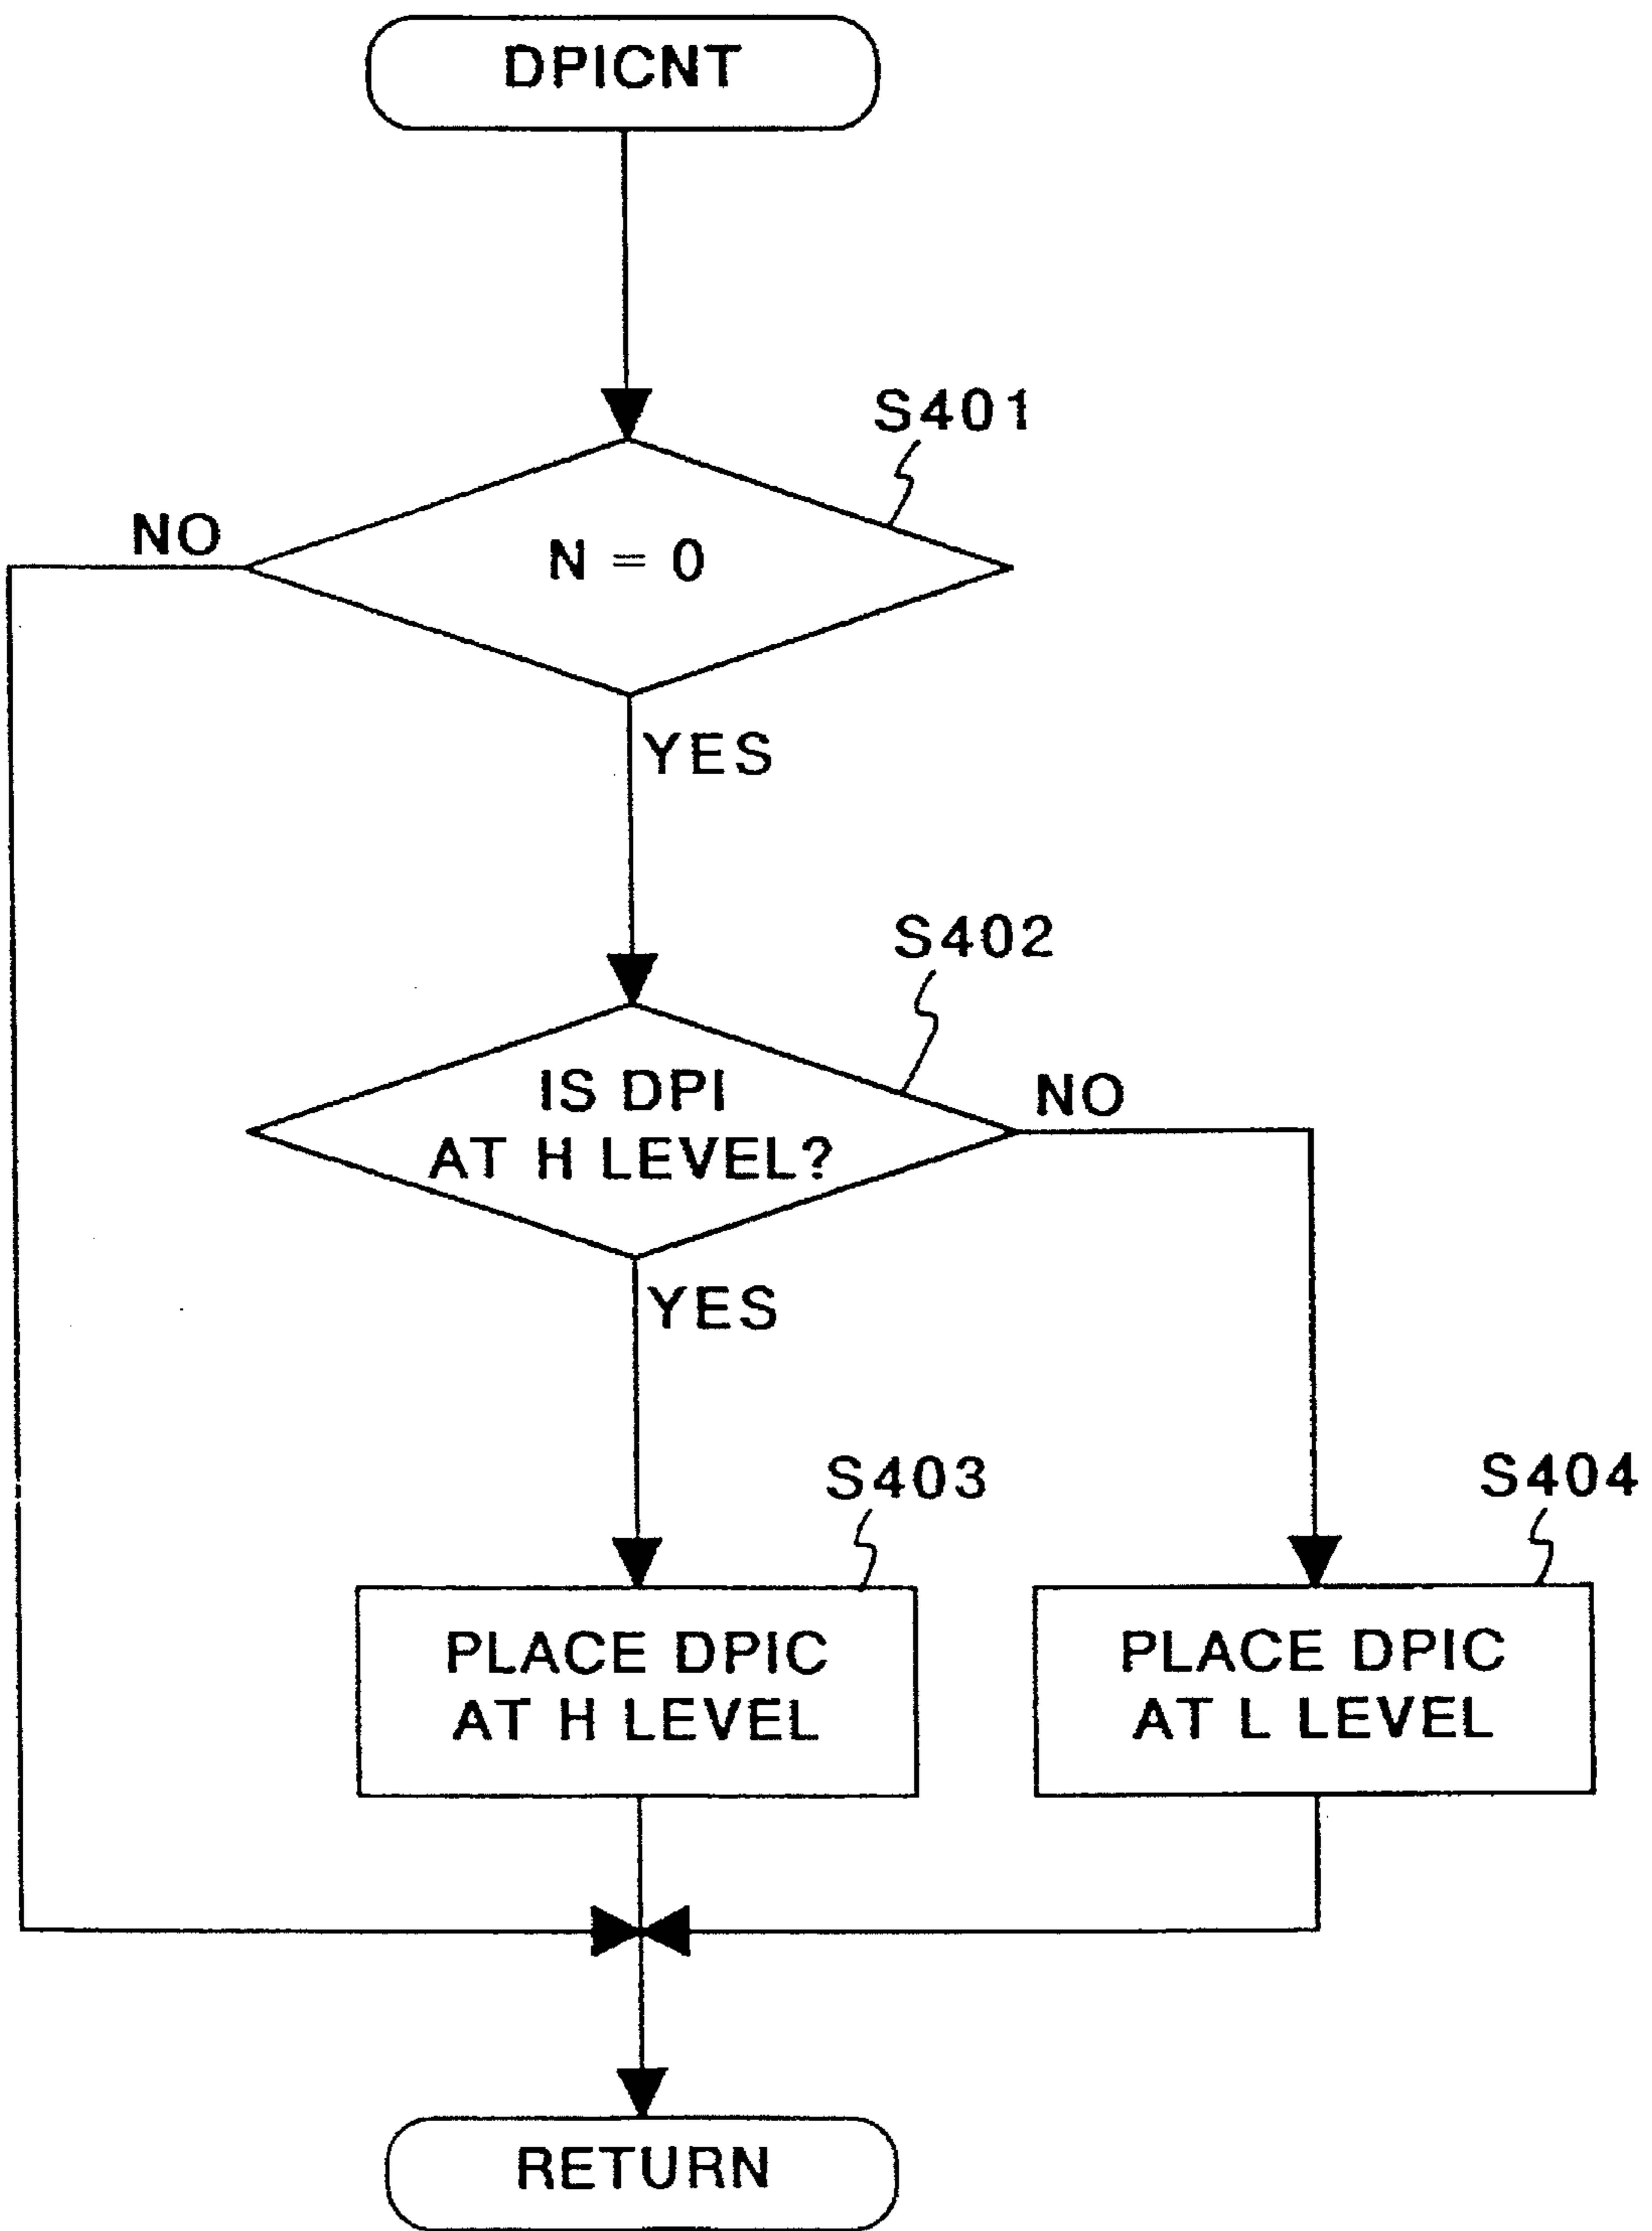 DPICNT
S401
NO
N = 0
YES
S402
IS DPI
AT H LEVEL?
NO
YES
S403
S404
PLACE DPIC
AT H LEVEL
PLACE DPIC
AT L LEVEL
RETURN